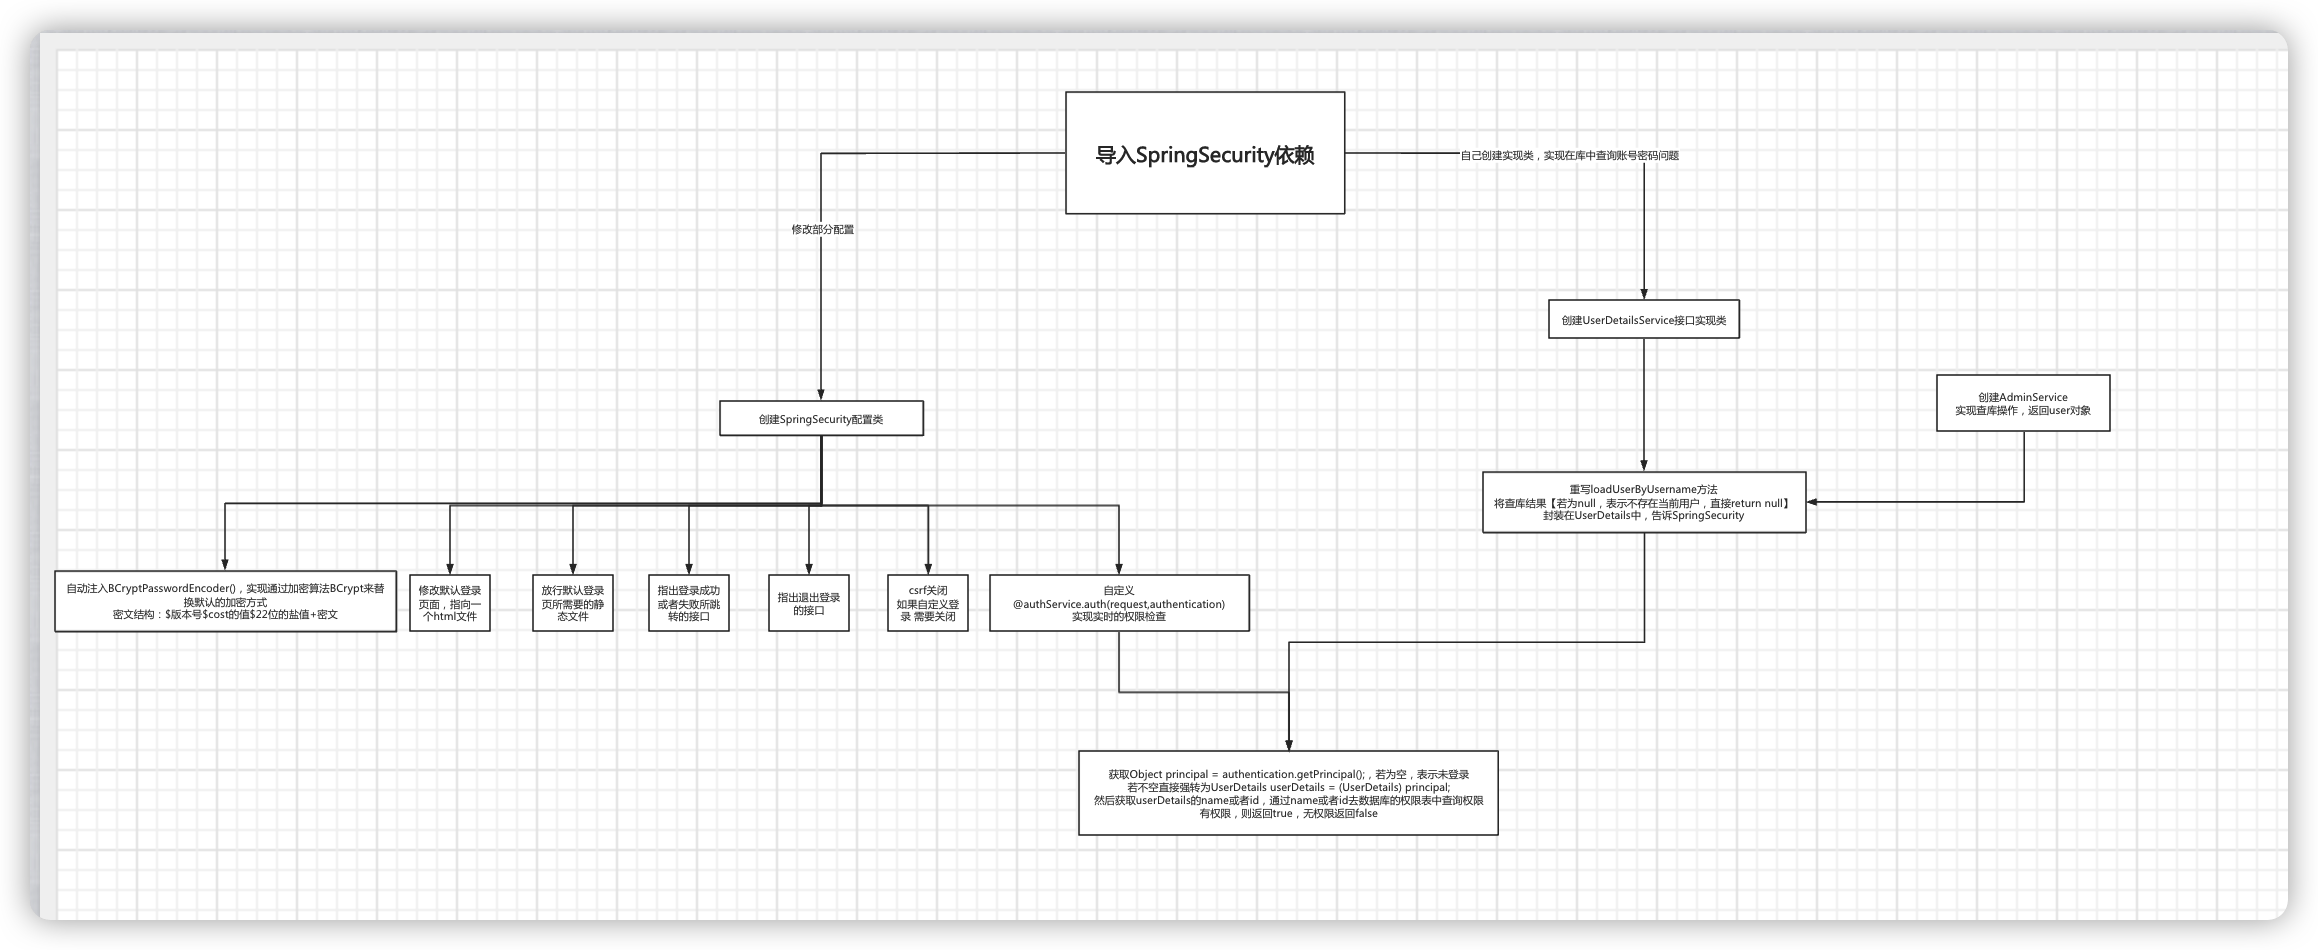 导入SpringSecurity依赖
自己创建实现类，实现在库中查询账号密码问题
修改部分配置
创建UserDetailsService接口实现类
创建AdminService
实现查库操作，返回user对象
创建SpringSecurity配置类
重写loadUserByUsername方法
将查库结果【若为null，表示不存在当前用户，直接return null】
封装在UserDetails中，告诉SpringSecurity
自动注入BCryptPasswordEncoder()，实现通过加密算法BCrypt来替
换默认的加密方式
密文结构：$版本号$cost的值$22位的盐值+密文
修改默认登录
页面，指向一
个html文件
放行默认登录
页所需要的静
态文件
指出登录成功
或者失败所跳
转的接口
指出退出登录
的接口
csrf关闭
如果自定义登
录 需要关闭
自定义
@authService.auth(request,authentication)
实现实时的权限检查
获取Object principal = authentication.getPrincipal();，若为空，表示未登录
若不空直接强转为UserDetails userDetails = (UserDetails) principal;
然后获取userDetails的name或者id，通过name或者id去数据库的权限表中查询权限
有权限，则返回true，无权限返回false